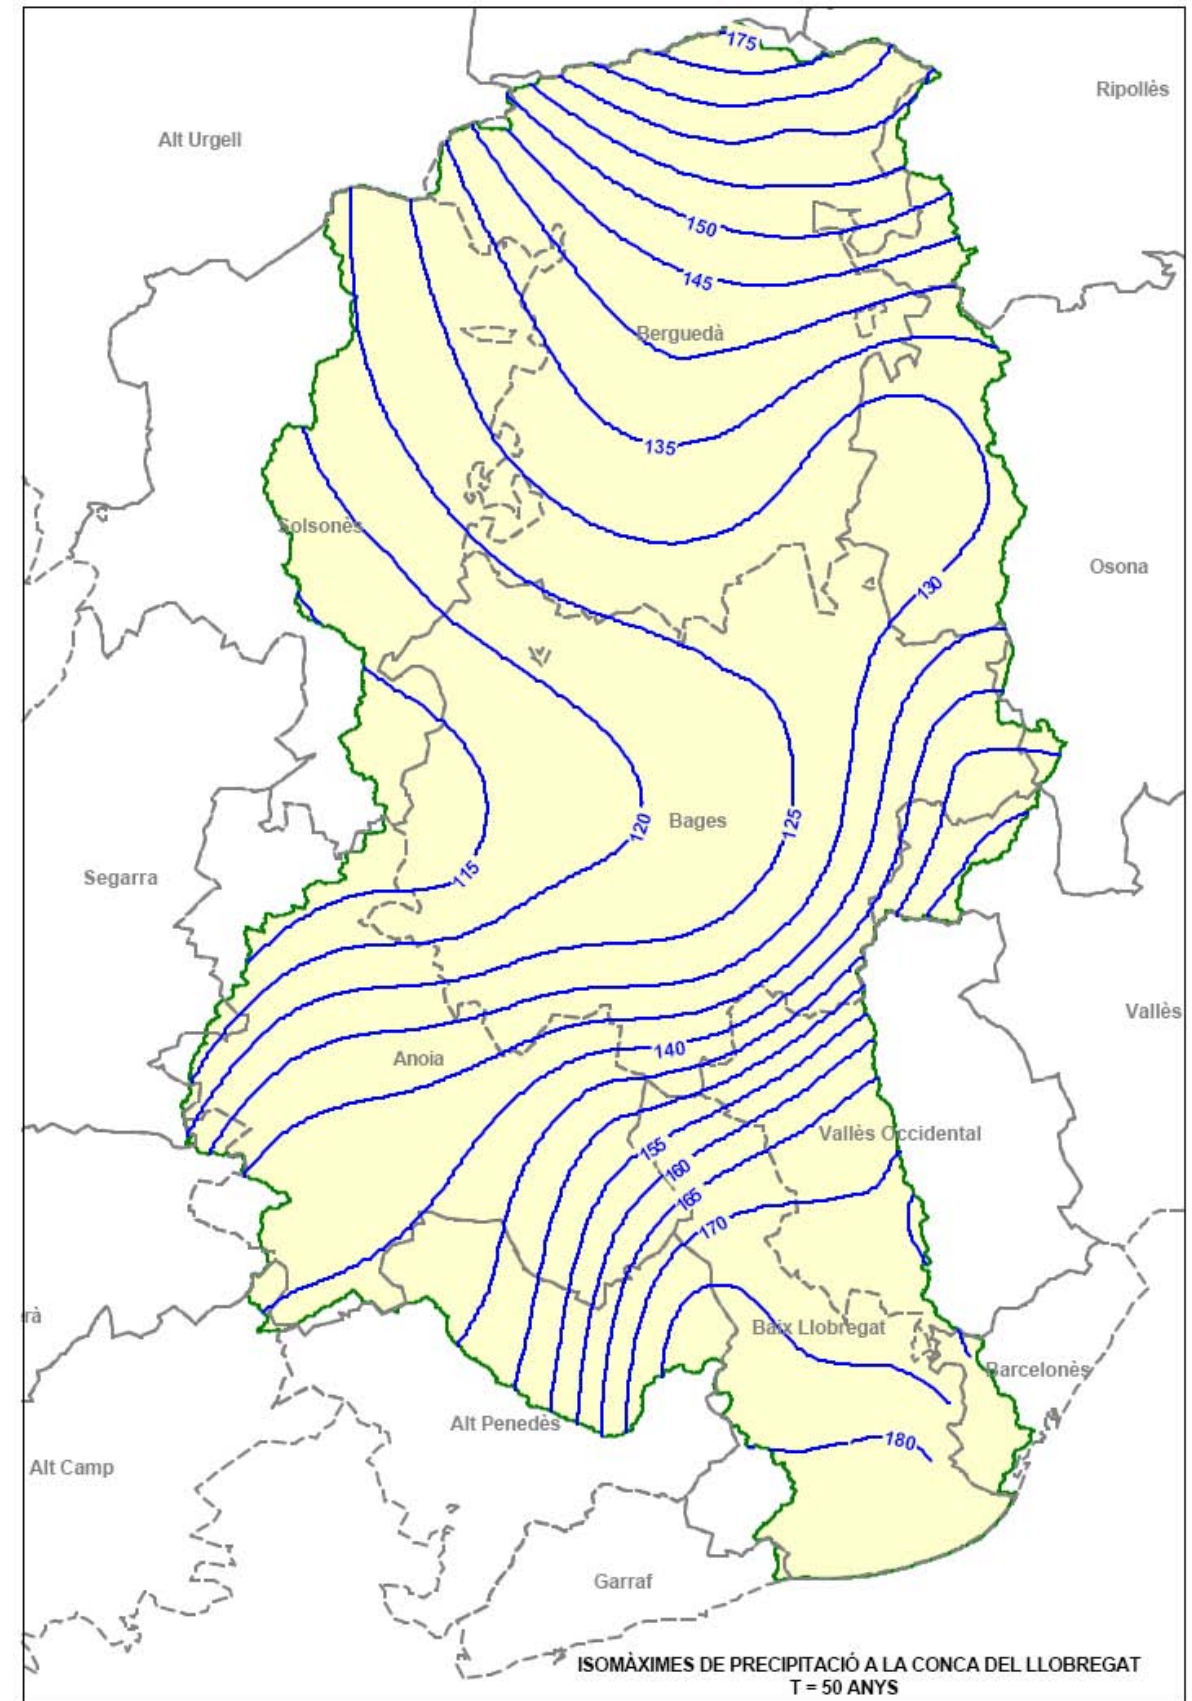 175
Ripollès
Alt Urgell
150
145
Berguedà
135
Solsonès
Osona
130
120
Bages
125
115
Segarra
Vallès
140
Anoia
Vallès Occidental
155
160
165
170
rà
Baix Llobregat
Barcelonès
Alt Penedès
180
Alt Camp
Garraf
ISOMÀXIMES DE PRECIPITACIÓ A LA CONCA DEL LLOBREGAT
T = 50 ANYS